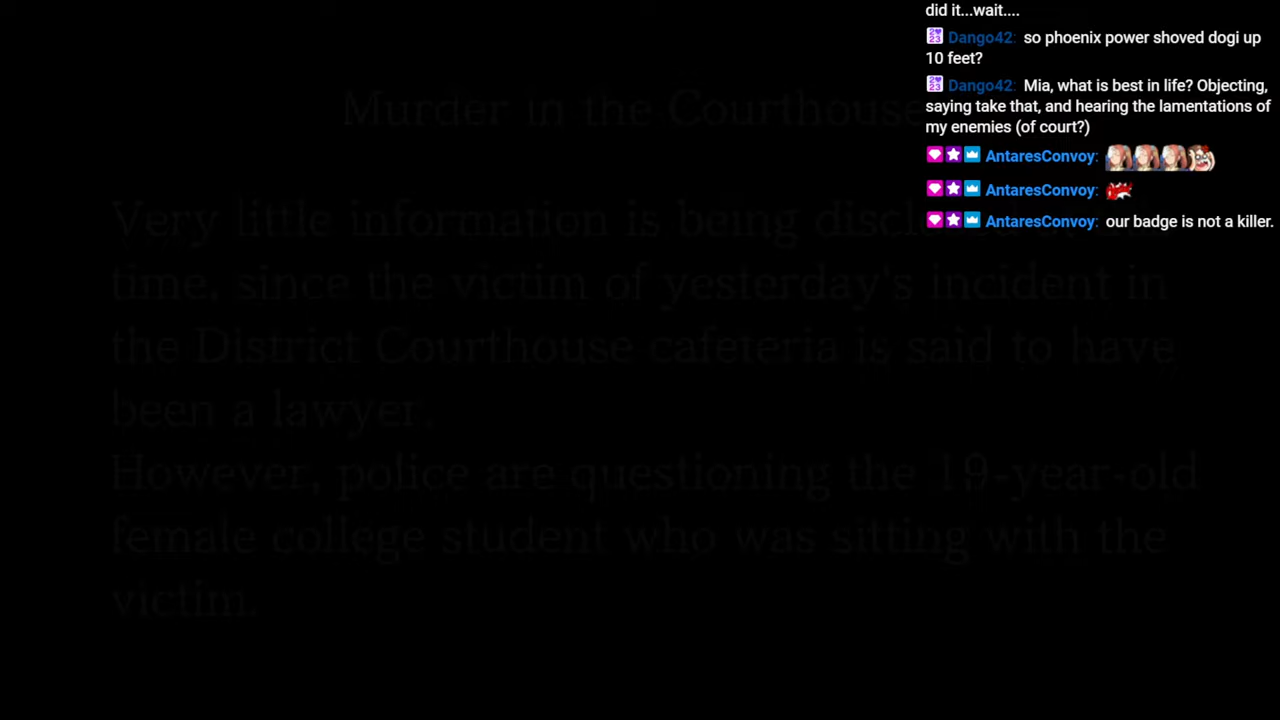 did it...wait....
Dango42: so phoenix power shoved dogi up
10 feet?
Dango42: Mia, what is best in life? Objecting,
saying take that, and hearing the lamentations of
my enemies (of court?)
AntaresConvoy:
AntaresConvoy:
AntaresConvoy: our badge is not a killer.
Murder in the Courthouse
Very little information is being discl
time, since the victim of yesterday's incident in
the District Courthouse cafeteria is said to have
been a lawyer.
However, police are questioning the 19-year-old
female college student who was sitting with the
victim.